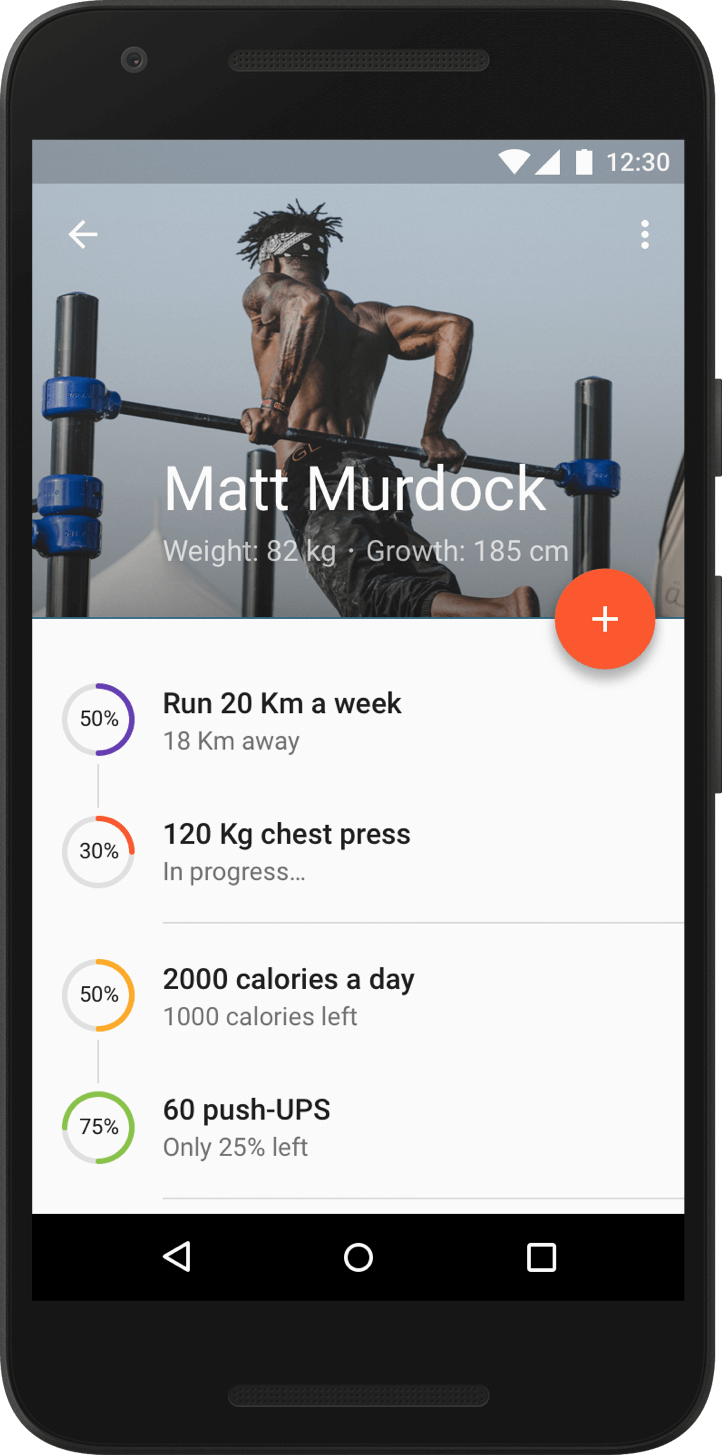 12:30
Matt Murdock
Weight: 82 kg · Growth: 185 cm
+
50%
Run 20 Km a week
18 Km away
30%
120 Kg chest press
In progress...
50%
2000 calories a day
1000 calories left
75%
60 push-UPS
Only 25% left